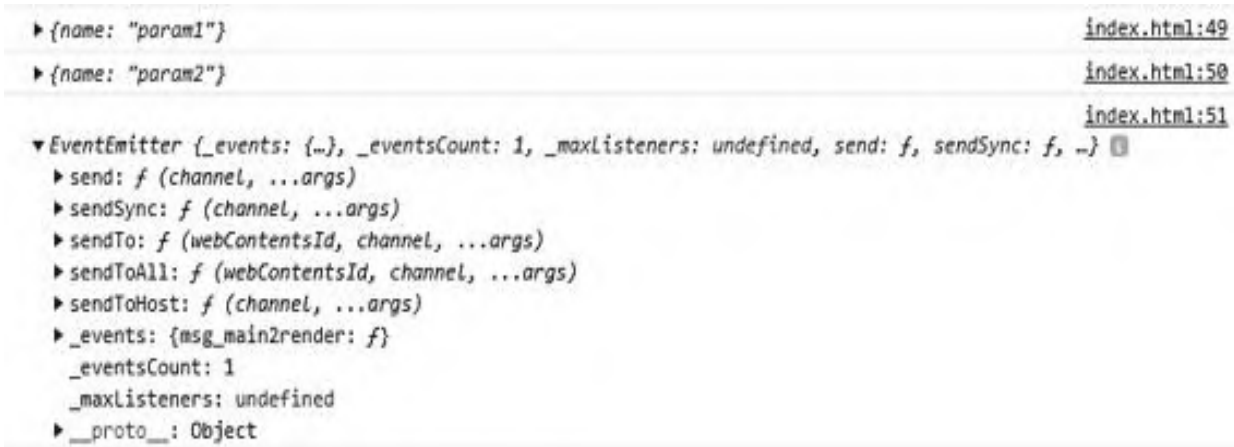 ▶ {name: "param1"} index.html:49
▶ {name: "param2"} index.html:50
index.html:51
▼ EventEmitter {_events: {…}, _eventsCount: 1, _maxListeners: undefined, send: ƒ, sendSync: ƒ, …} i
▶ send: ƒ (channel, ...args)
▶ sendSync: ƒ (channel, ...args)
▶ sendTo: ƒ (webContentsId, channel, ...args)
▶ sendToAll: ƒ (webContentsId, channel, ...args)
▶ sendToHost: ƒ (channel, ...args)
▶ _events: {msg_main2render: ƒ}
_eventsCount: 1
_maxListeners: undefined
▶ __proto__: Object